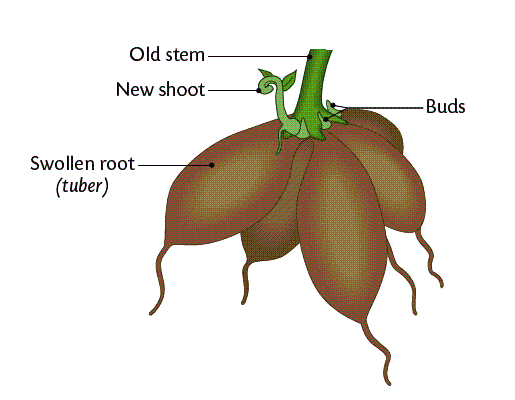 Old stem
New shoot
Buds
Swollen root
(tuber)